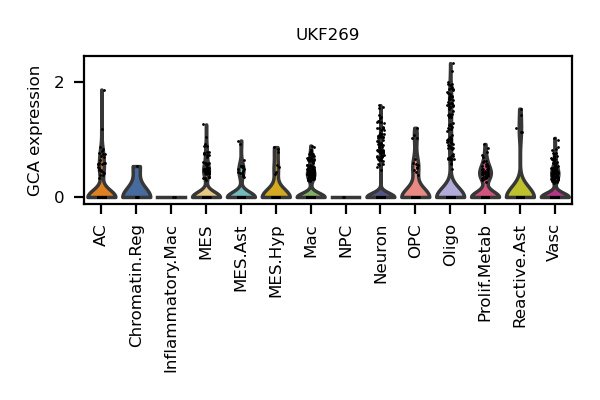 UKF269
GCA expression
2
0
AC
Chromatin.Reg
Inflammatory.Mac
MES
MES.Ast
MES.Hyp
Mac
NPC
Neuron
OPC
Oligo
Prolif.Metab
Reactive.Ast
Vasc